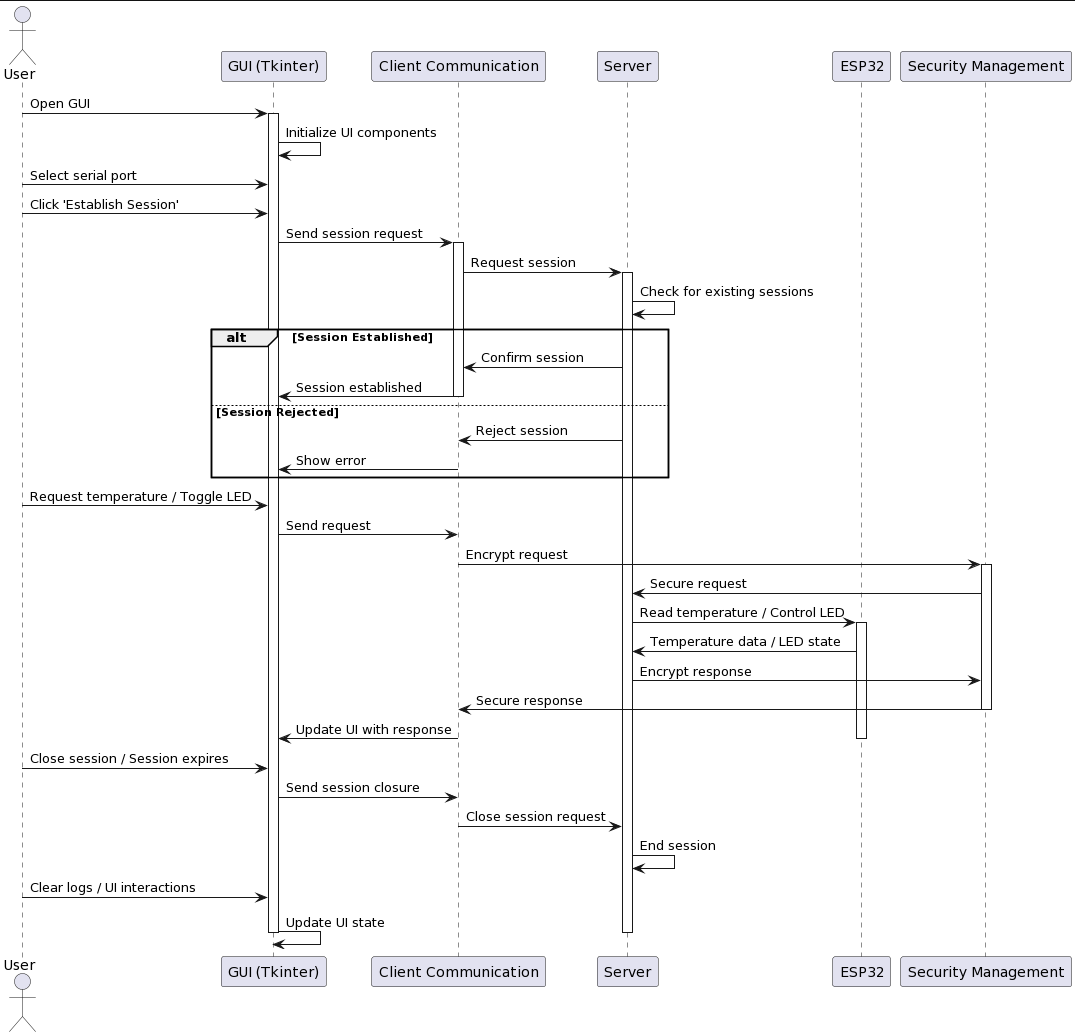 User
GUI (Tkinter)
Client Communication
Server
ESP32
Security Management
Open GUI
Initialize UI components
Select serial port
Click 'Establish Session'
Send session request
Request session
Check for existing sessions
alt
[Session Established]
Confirm session
Session established
[Session Rejected]
Reject session
Show error
Request temperature / Toggle LED
Send request
Encrypt request
Secure request
Read temperature / Control LED
Temperature data / LED state
Encrypt response
Secure response
Update UI with response
Close session / Session expires
Send session closure
Close session request
End session
Clear logs / UI interactions
Update UI state
User
GUI (Tkinter)
Client Communication
Server
ESP32
Security Management